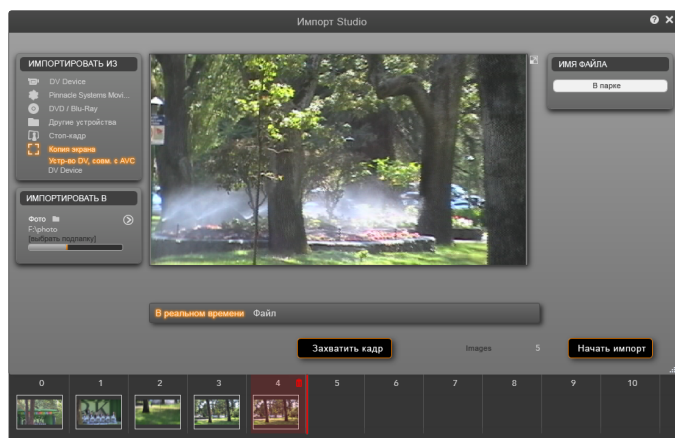 Импорт Studio
ИМПОРТИРОВАТЬ ИЗ
DV Device
Pinnacle Systems Movi...
DVD / Blu-Ray
Другие устройства
Стоп-кадр
Копия экрана
Устр-во DV, совм. с AVC
DV Device
ИМПОРТИРОВАТЬ В
Фото
F:\photo
[выбрать подпапку]
ИМЯ ФАЙЛА
В парке
В реальном времени Файл
Захватить кадр
Images 5
Начать импорт
0 1 2 3 4 5 6 7 8 9 10